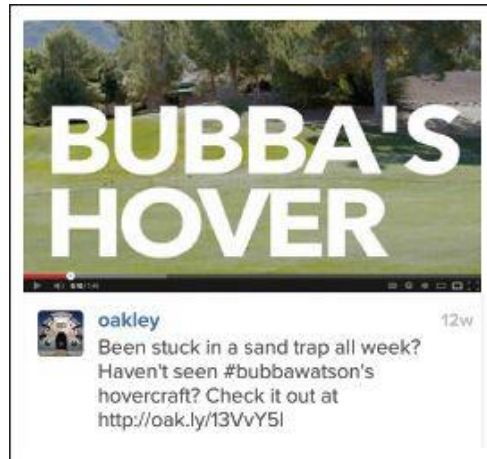 BUBBA'S
HOVER
oakley
12w
Been stuck in a sand trap all week?
Haven't seen #bubbawatson's
hovercraft? Check it out at
http://oak.ly/13VvY5I